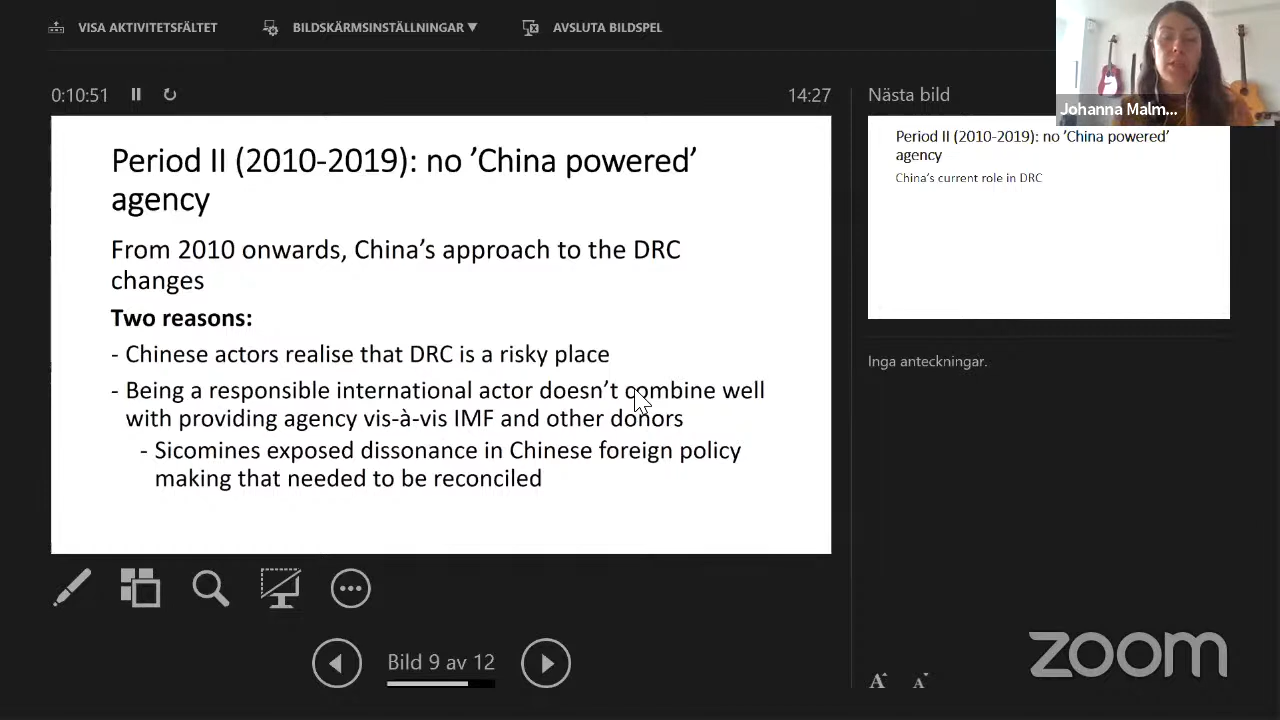 VISA AKTIVITETSFÄLTET
BILDSKÄRMSINSTÄLLNINGAR ▼
AVSLUTA BILDSPEL
0:10:51
14:27
Period II (2010-2019): no ’China powered’
agency
From 2010 onwards, China’s approach to the DRC
changes
Two reasons:
- Chinese actors realise that DRC is a risky place
- Being a responsible international actor doesn’t combine well
with providing agency vis-à-vis IMF and other donors
- Sicomines exposed dissonance in Chinese foreign policy
making that needed to be reconciled
Bild 9 av 12
Nästa bild
Johanna Malm...
Period II (2010-2019): no ’China powered’
agency
China’s current role in DRC
Inga anteckningar.
A A
zoom